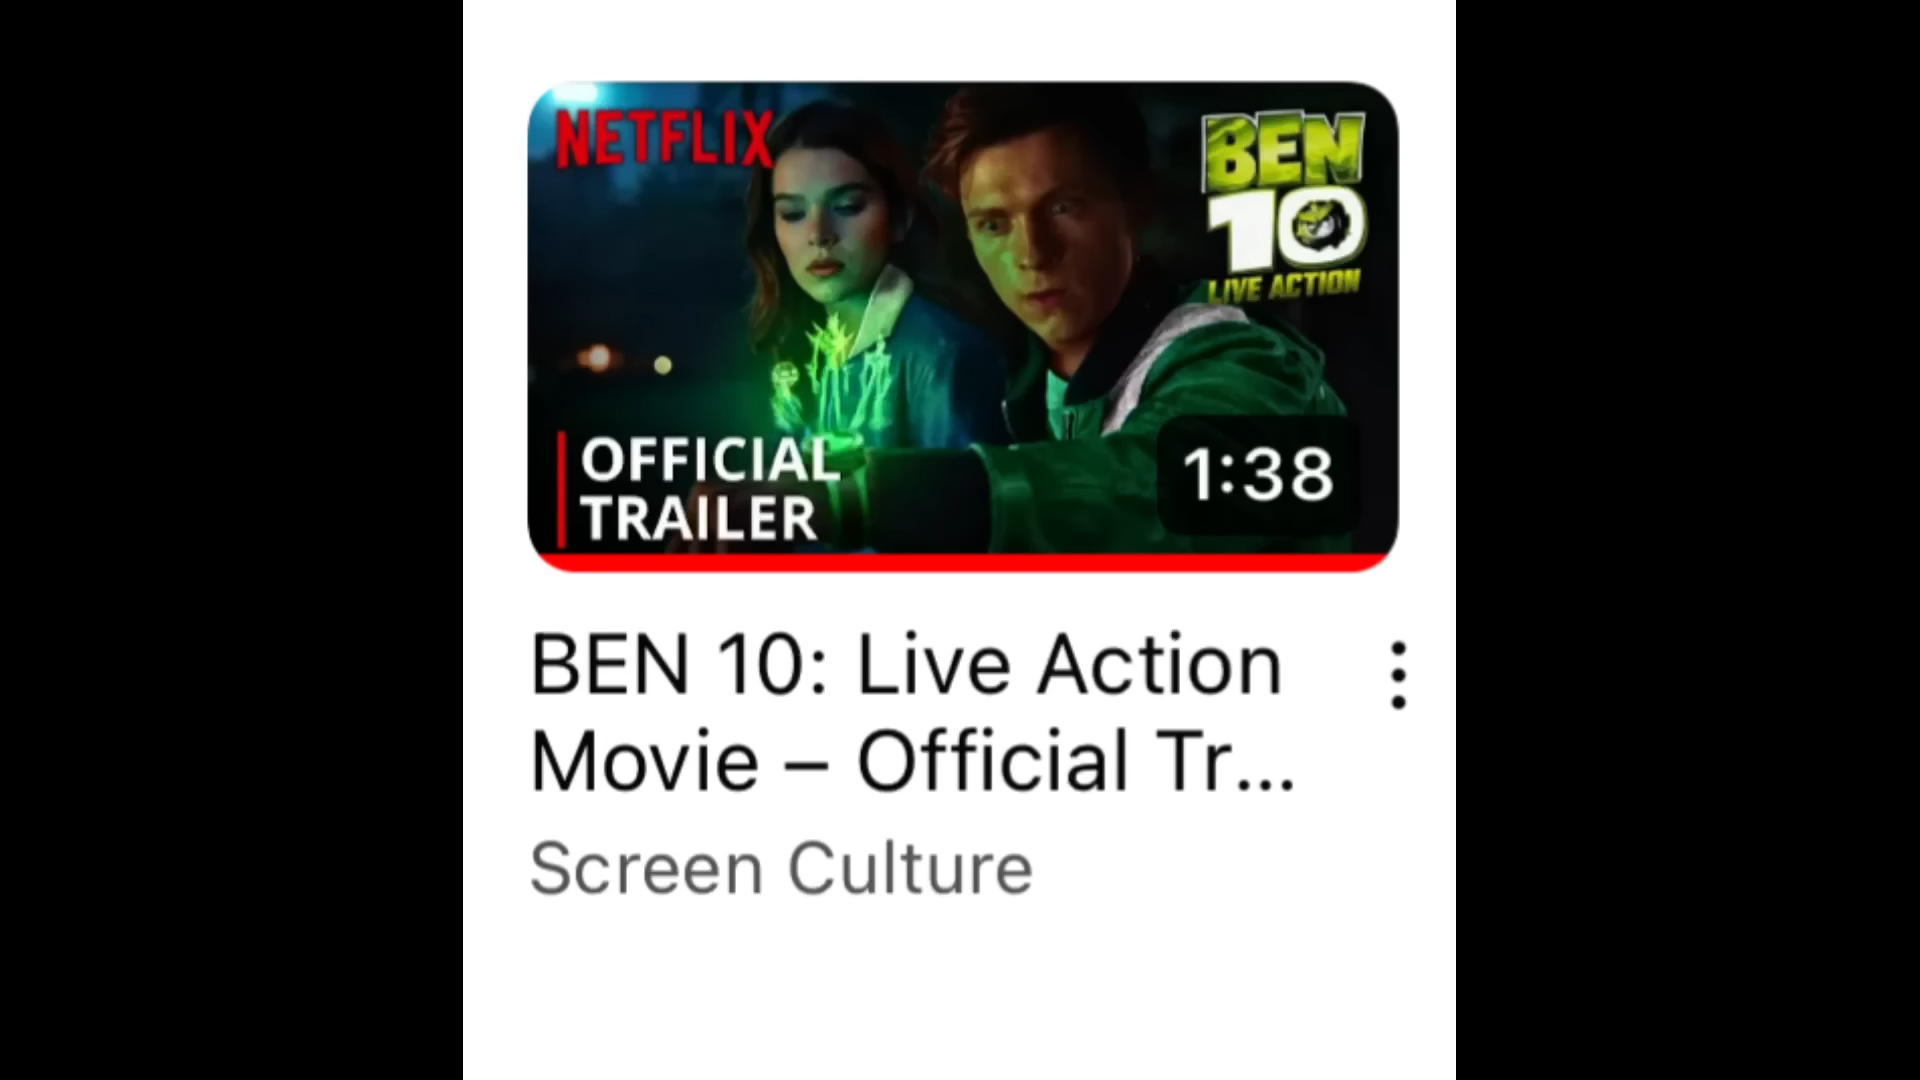 NETFLIX
BEN
10
LIVE ACTION
OFFICIAL
TRAILER
1:38
BEN 10: Live Action
Movie – Official Tr...
Screen Culture